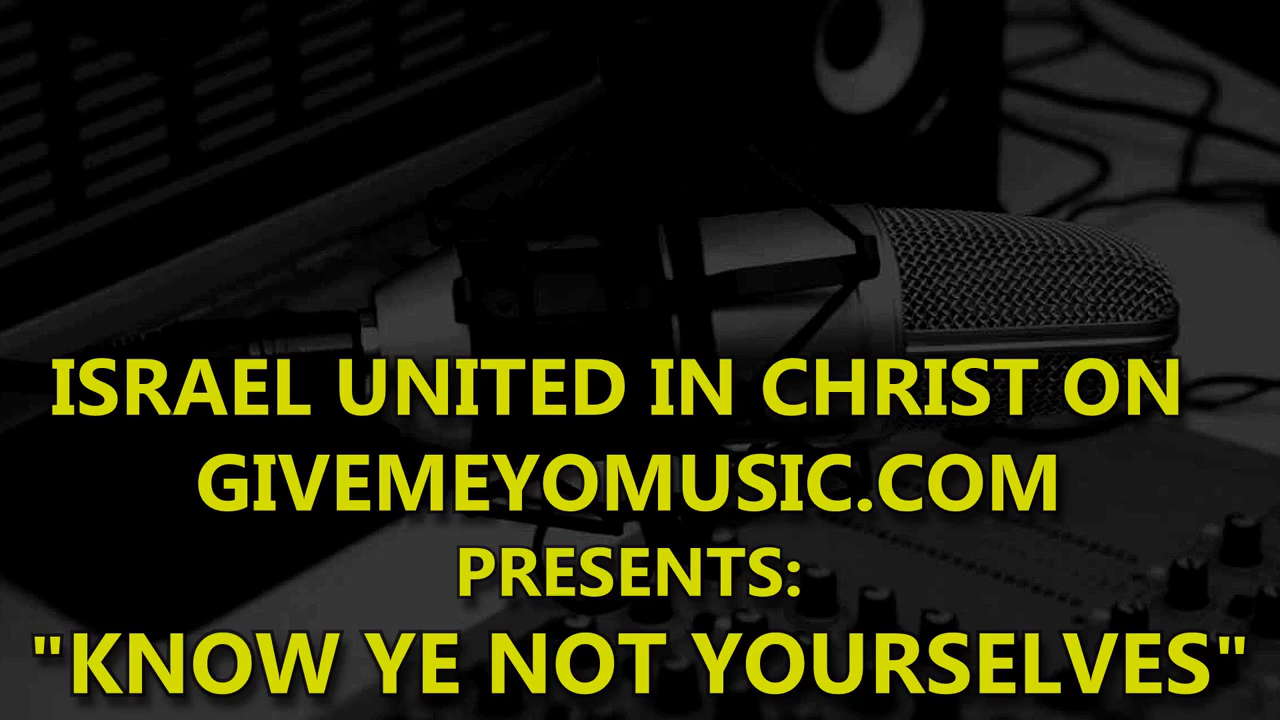 ISRAEL UNITED IN CHRIST ON
GIVEMEYOMUSIC.COM
PRESENTS:
"KNOW YE NOT YOURSELVES"